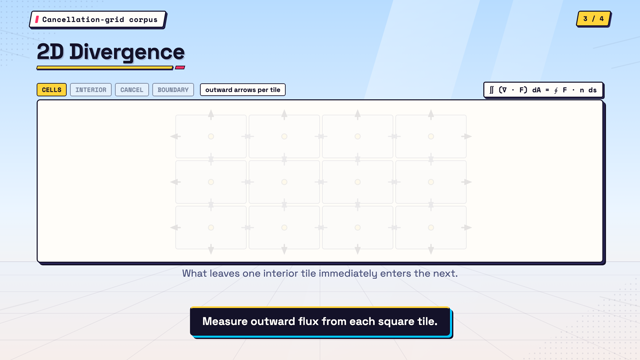 Cancellation-grid corpus
3 / 4
2D Divergence
CELLS INTERIOR CANCEL BOUNDARY outward arrows per tile
∬ (∇ · F) dA = ∮ F · n ds
What leaves one interior tile immediately enters the next.
Measure outward flux from each square tile.